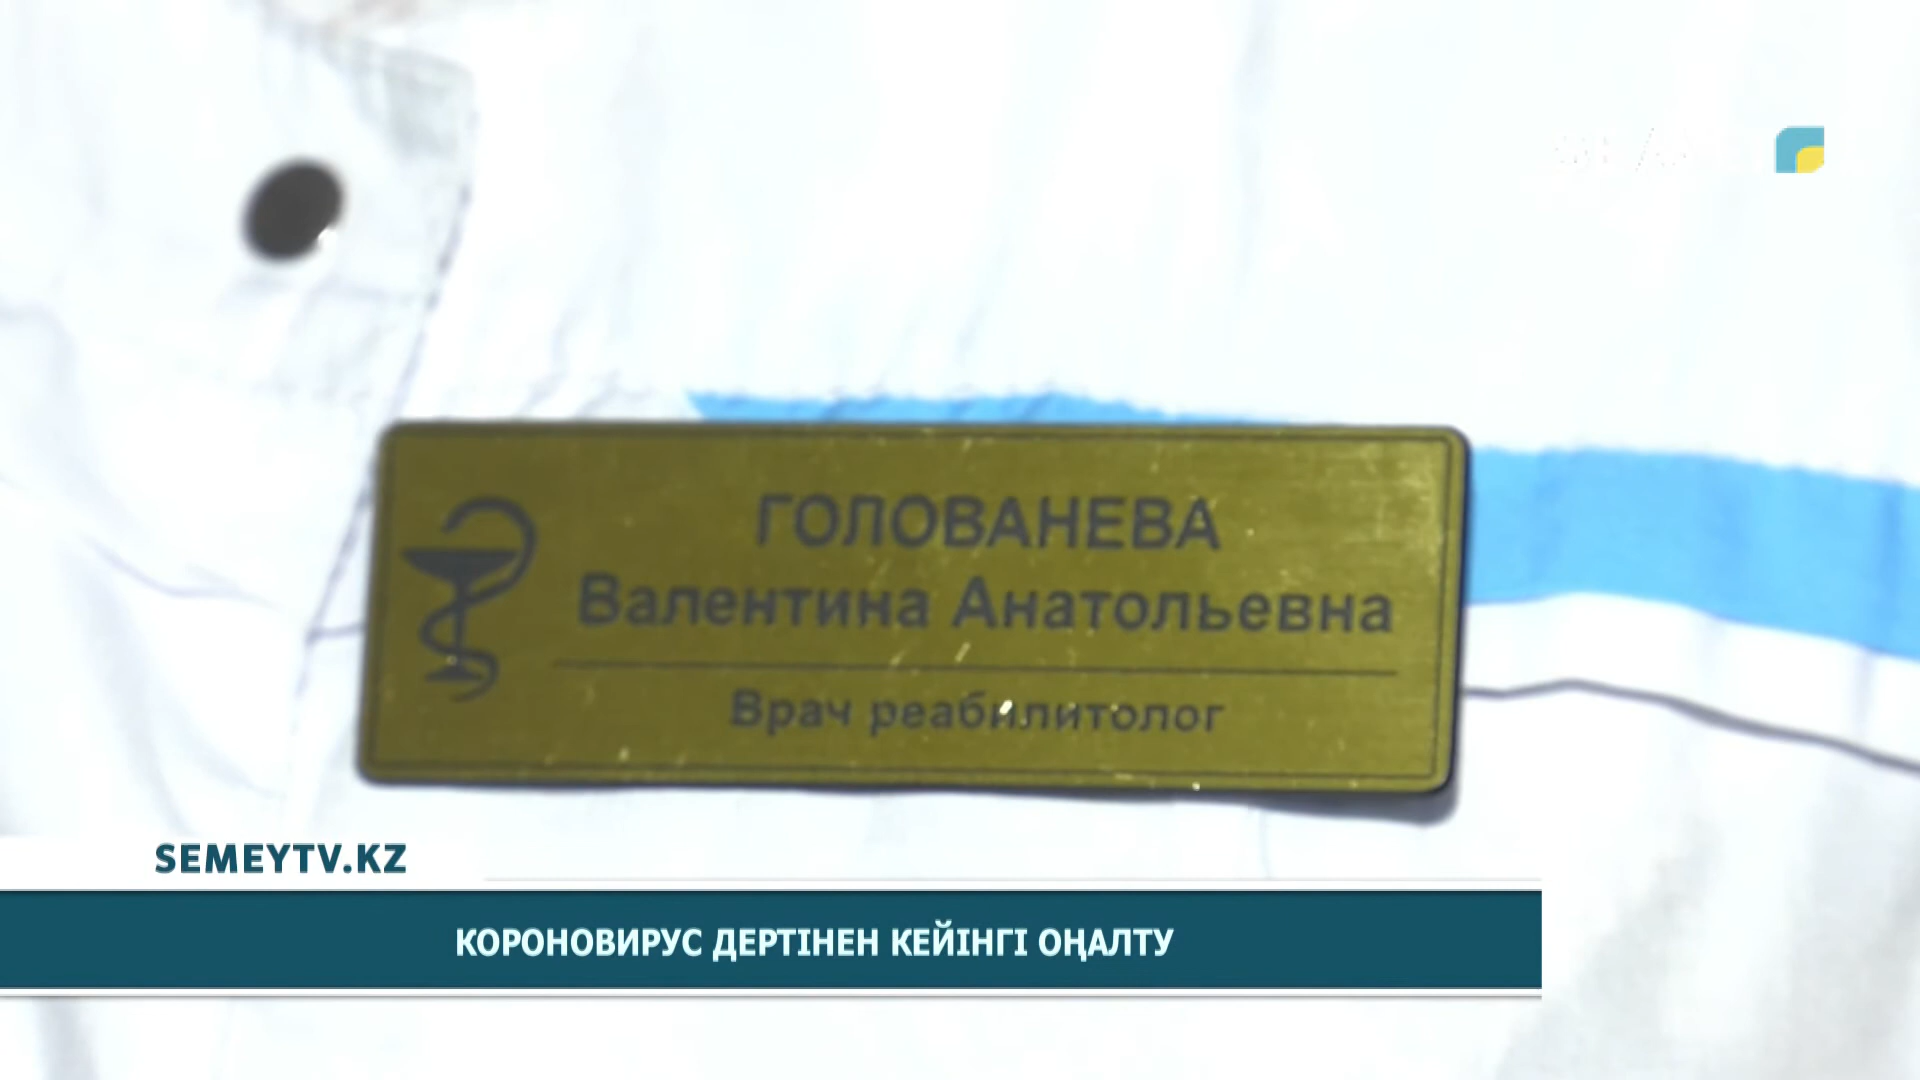 ГОЛОВАНЕВА
Валентина Анатольевна
Врач реабилитолог
SEMEYTV.KZ
КОРОНОВИРУС ДЕРТІНЕН КЕЙІНГІ ОҢАЛТУ